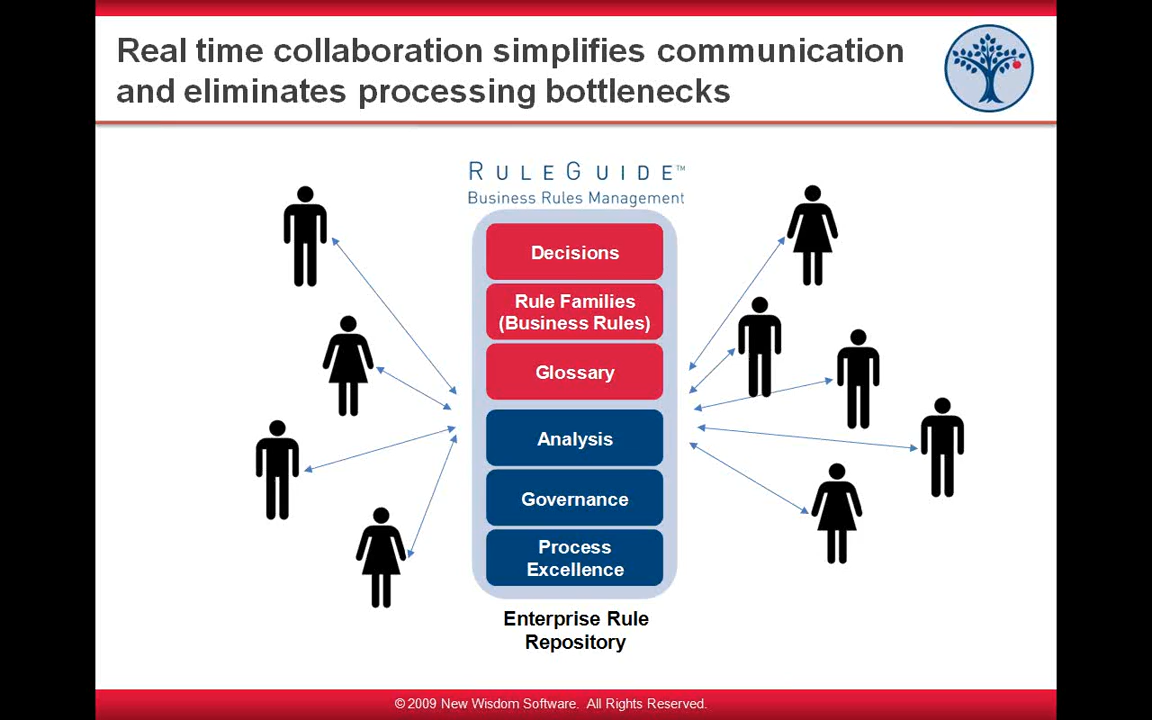 Real time collaboration simplifies communication
and eliminates processing bottlenecks
RULEGUIDE™
Business Rules Management
Decisions
Rule Families
(Business Rules)
Glossary
Analysis
Governance
Process
Excellence
Enterprise Rule
Repository
© 2009 New Wisdom Software. All Rights Reserved.